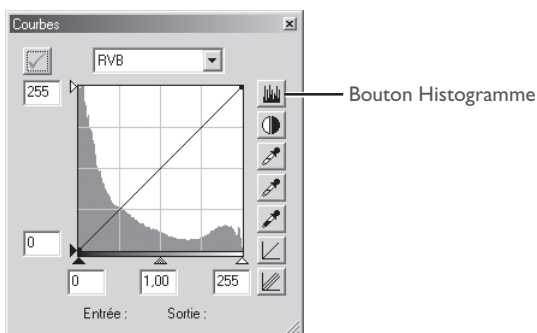 Courbes
RVB
255
Bouton Histogramme
0
0
1,00
255
Entrée :
Sortie :